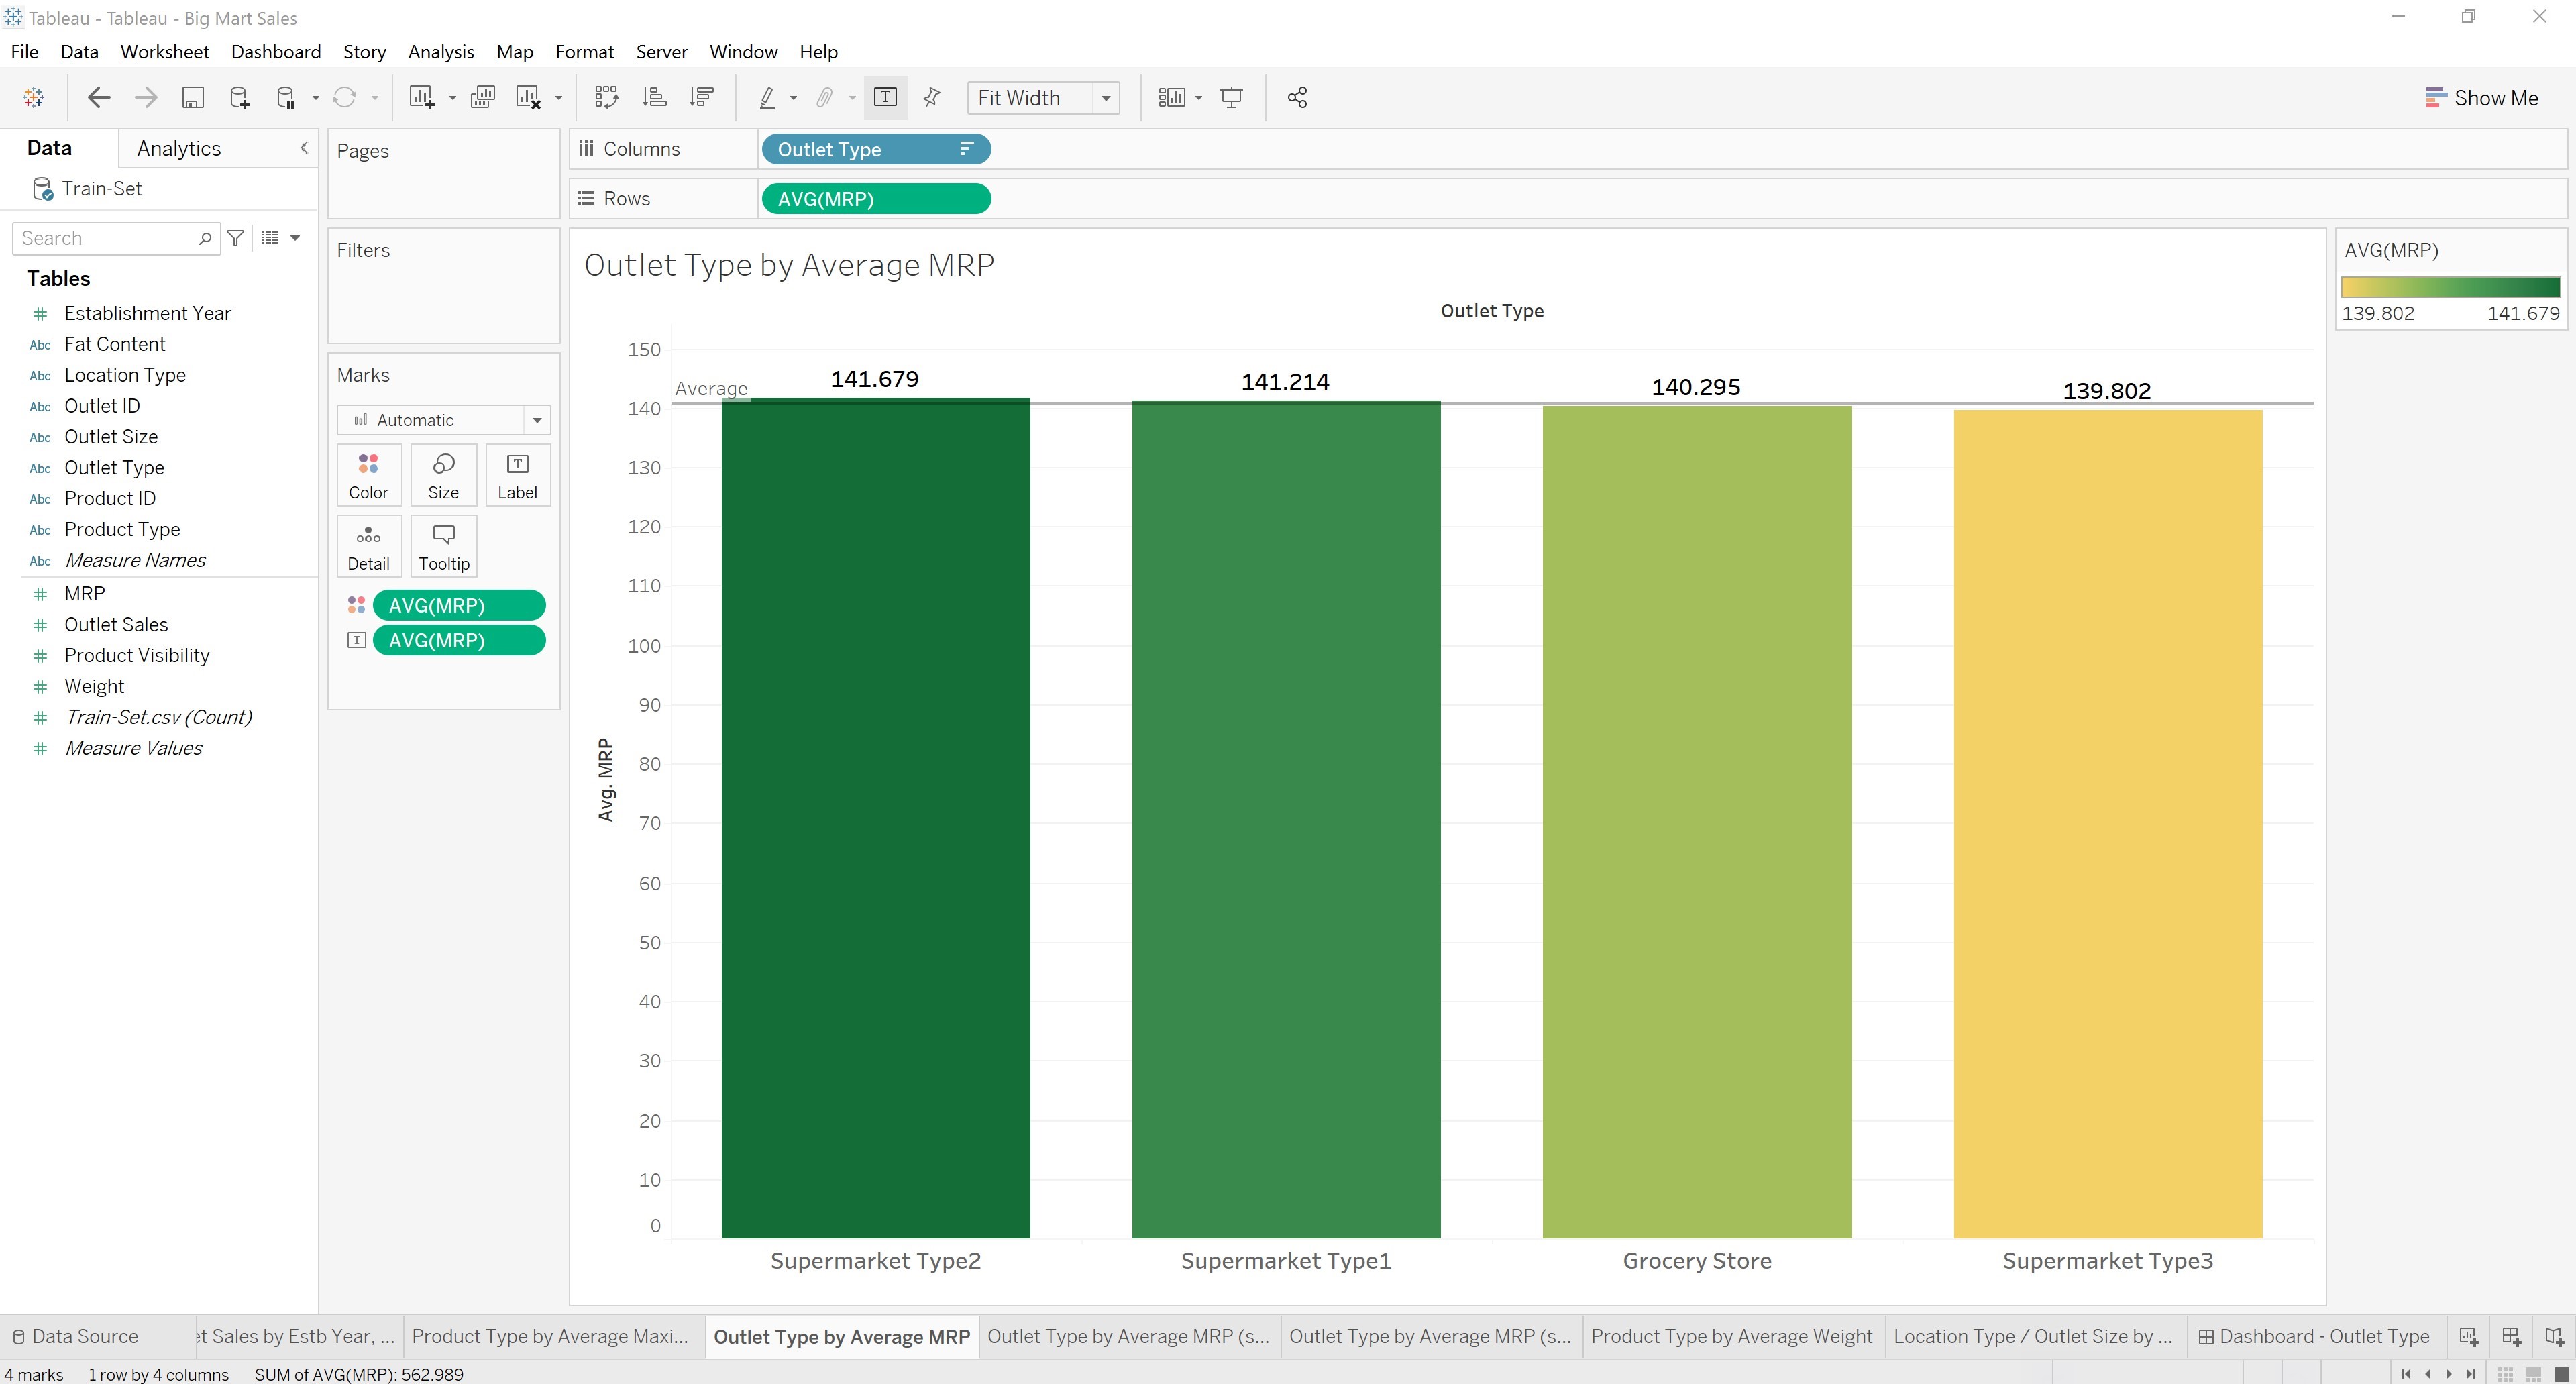 Tableau - Tableau - Big Mart Sales
File Data Worksheet Dashboard Story Analysis Map Format Server Window Help
Fit Width
Show Me
Data Analytics
Train-Set
Search
Tables
Establishment Year
Abc Fat Content
Abc Location Type
Abc Outlet ID
Abc Outlet Size
Abc Outlet Type
Abc Product ID
Abc Product Type
Abc Measure Names
MRP
Outlet Sales
Product Visibility
Weight
Train-Set.csv (Count)
Measure Values
Pages
Filters
Marks
Automatic
Color Size Label
Detail Tooltip
AVG(MRP)
AVG(MRP)
Columns Outlet Type
Rows AVG(MRP)
Outlet Type by Average MRP
Outlet Type
Avg. MRP
150
140
130
120
110
100
90
80
70
60
50
40
30
20
10
0
Average
141.679 141.214 140.295 139.802
Supermarket Type2 Supermarket Type1 Grocery Store Supermarket Type3
AVG(MRP)
139.802 141.679
Data Source et Sales by Estb Year, ... Product Type by Average Maxi... Outlet Type by Average MRP Outlet Type by Average MRP (s... Outlet Type by Average MRP (s... Product Type by Average Weight Location Type / Outlet Size by ... Dashboard - Outlet Type
4 marks 1 row by 4 columns SUM of AVG(MRP): 562.989